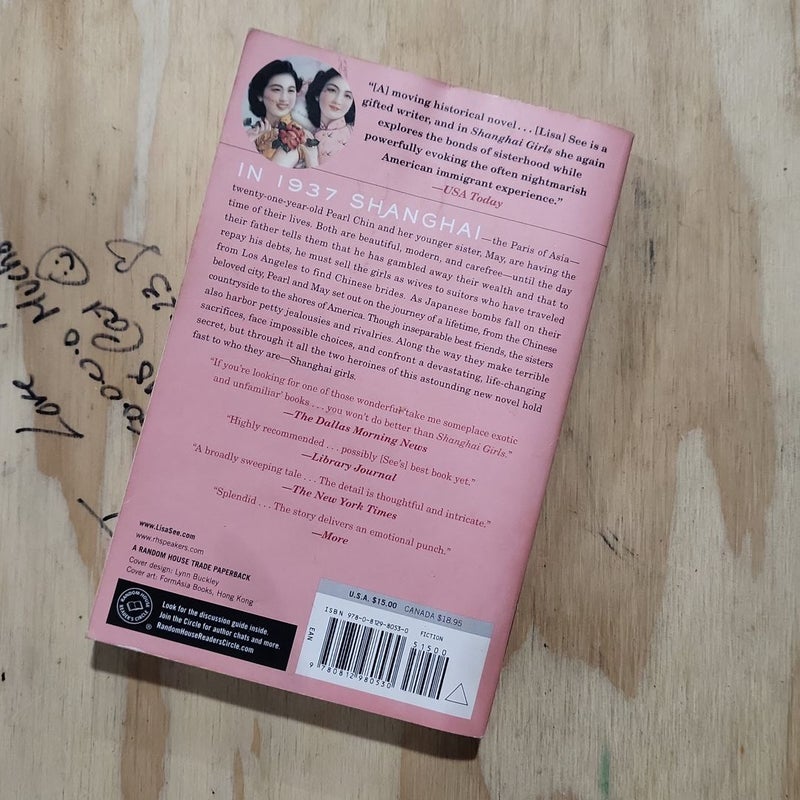 “[A] moving historical novel . . . [Lisa] See is a
gifted writer, and in Shanghai Girls she again
explores the bonds of sisterhood while
powerfully evoking the often nightmarish
American immigrant experience.”
—USA Today
IN 1937 SHANGHAI—the Paris of Asia—
twenty-one-year-old Pearl Chin and her younger sister, May, are having the
time of their lives. Both are beautiful, modern, and carefree—until the day
their father tells them that he has gambled away their wealth and that to
repay his debts, he must sell the girls as wives to suitors who have traveled
from Los Angeles to find Chinese brides. As Japanese bombs fall on their
beloved city, Pearl and May set out on the journey of a lifetime, from the Chinese
countryside to the shores of America. Though inseparable best friends, the sisters
also harbor petty jealousies and rivalries. Along the way they make terrible
sacrifices, face impossible choices, and confront a devastating, life-changing
secret, but through it all the two heroines of this astounding new novel hold
fast to who they are—Shanghai girls.
“If you’re looking for one of those wonderful ‘take me someplace exotic
and unfamiliar’ books . . . you won’t do better than Shanghai Girls.”
—The Dallas Morning News
“Highly recommended . . . possibly [See’s] best book yet.”
—Library Journal
“A broadly sweeping tale . . . The detail is thoughtful and intricate.”
—The New York Times
“Splendid . . . The story delivers an emotional punch.”
—More
www.LisaSee.com
www.rhspeakers.com
A RANDOM HOUSE TRADE PAPERBACK
Cover design: Lynn Buckley
Cover art: FormAsia Books, Hong Kong
RANDOM HOUSE
READER'S CIRCLE
®
Look for the discussion guide inside.
Join the Circle for author chats and more.
RandomHouseReadersCircle.com
U.S.A. $15.00 CANADA $18.95
ISBN 978-0-8129-8053-0 FICTION
51500
EAN
9 780812 980530
Love
Mucho
23